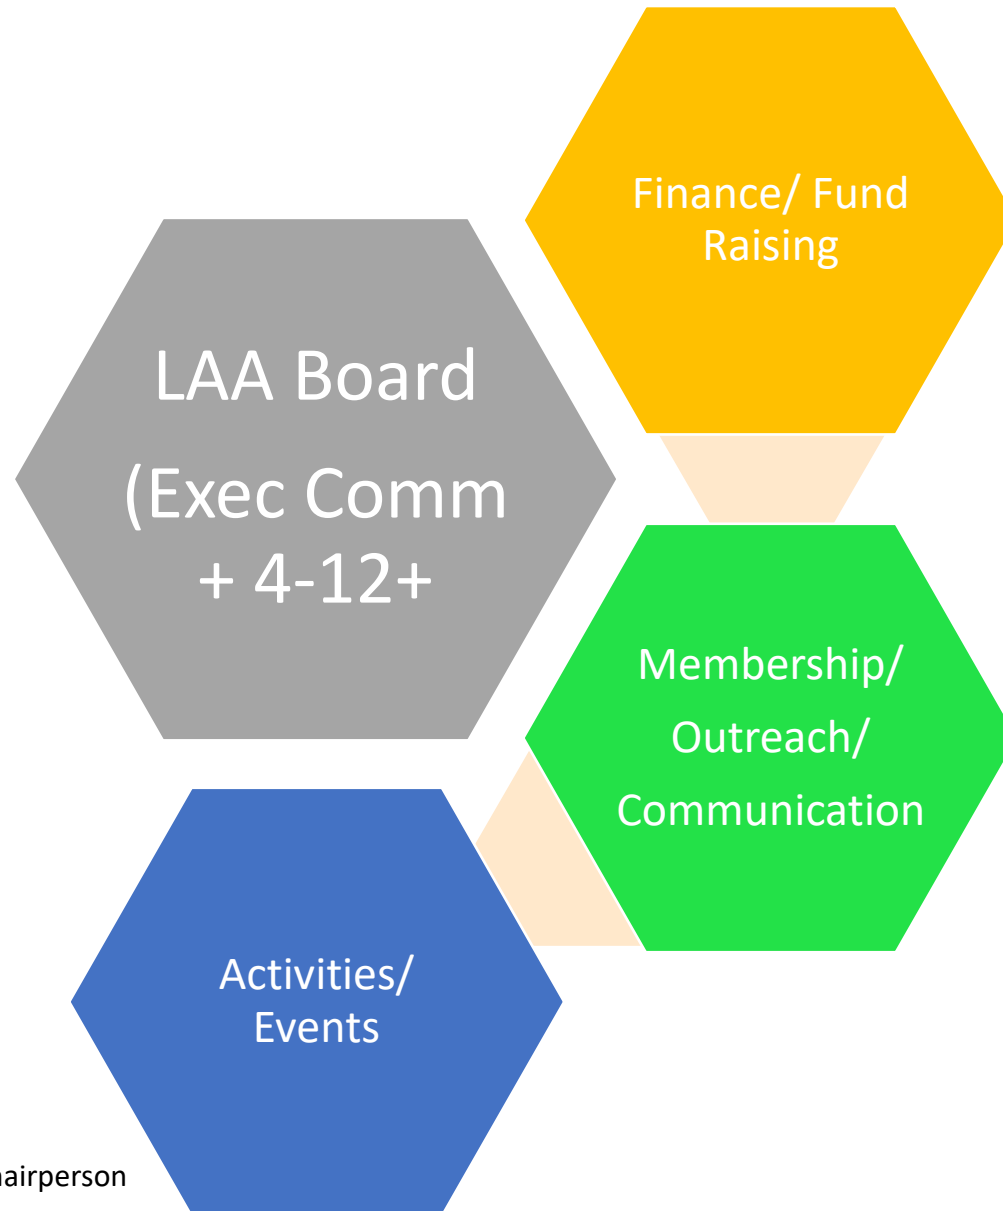 Finance/ Fund
Raising
LAA Board
(Exec Comm
+ 4-12+
Membership/
Outreach/
Communication
Activities/
Events
airperson